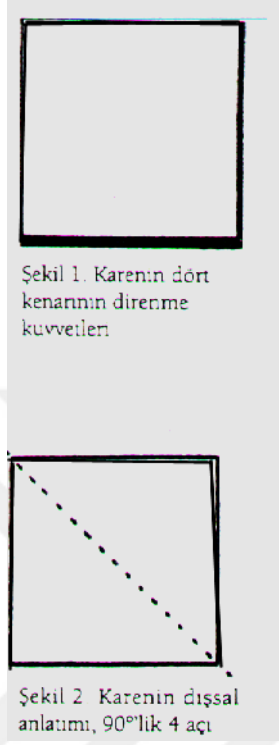 Şekil 1. Karenin dört
kenarının direnme
kuvvetleri
Şekil 2 Karenin dışsal
anlatımı, 90°'lik 4 açı